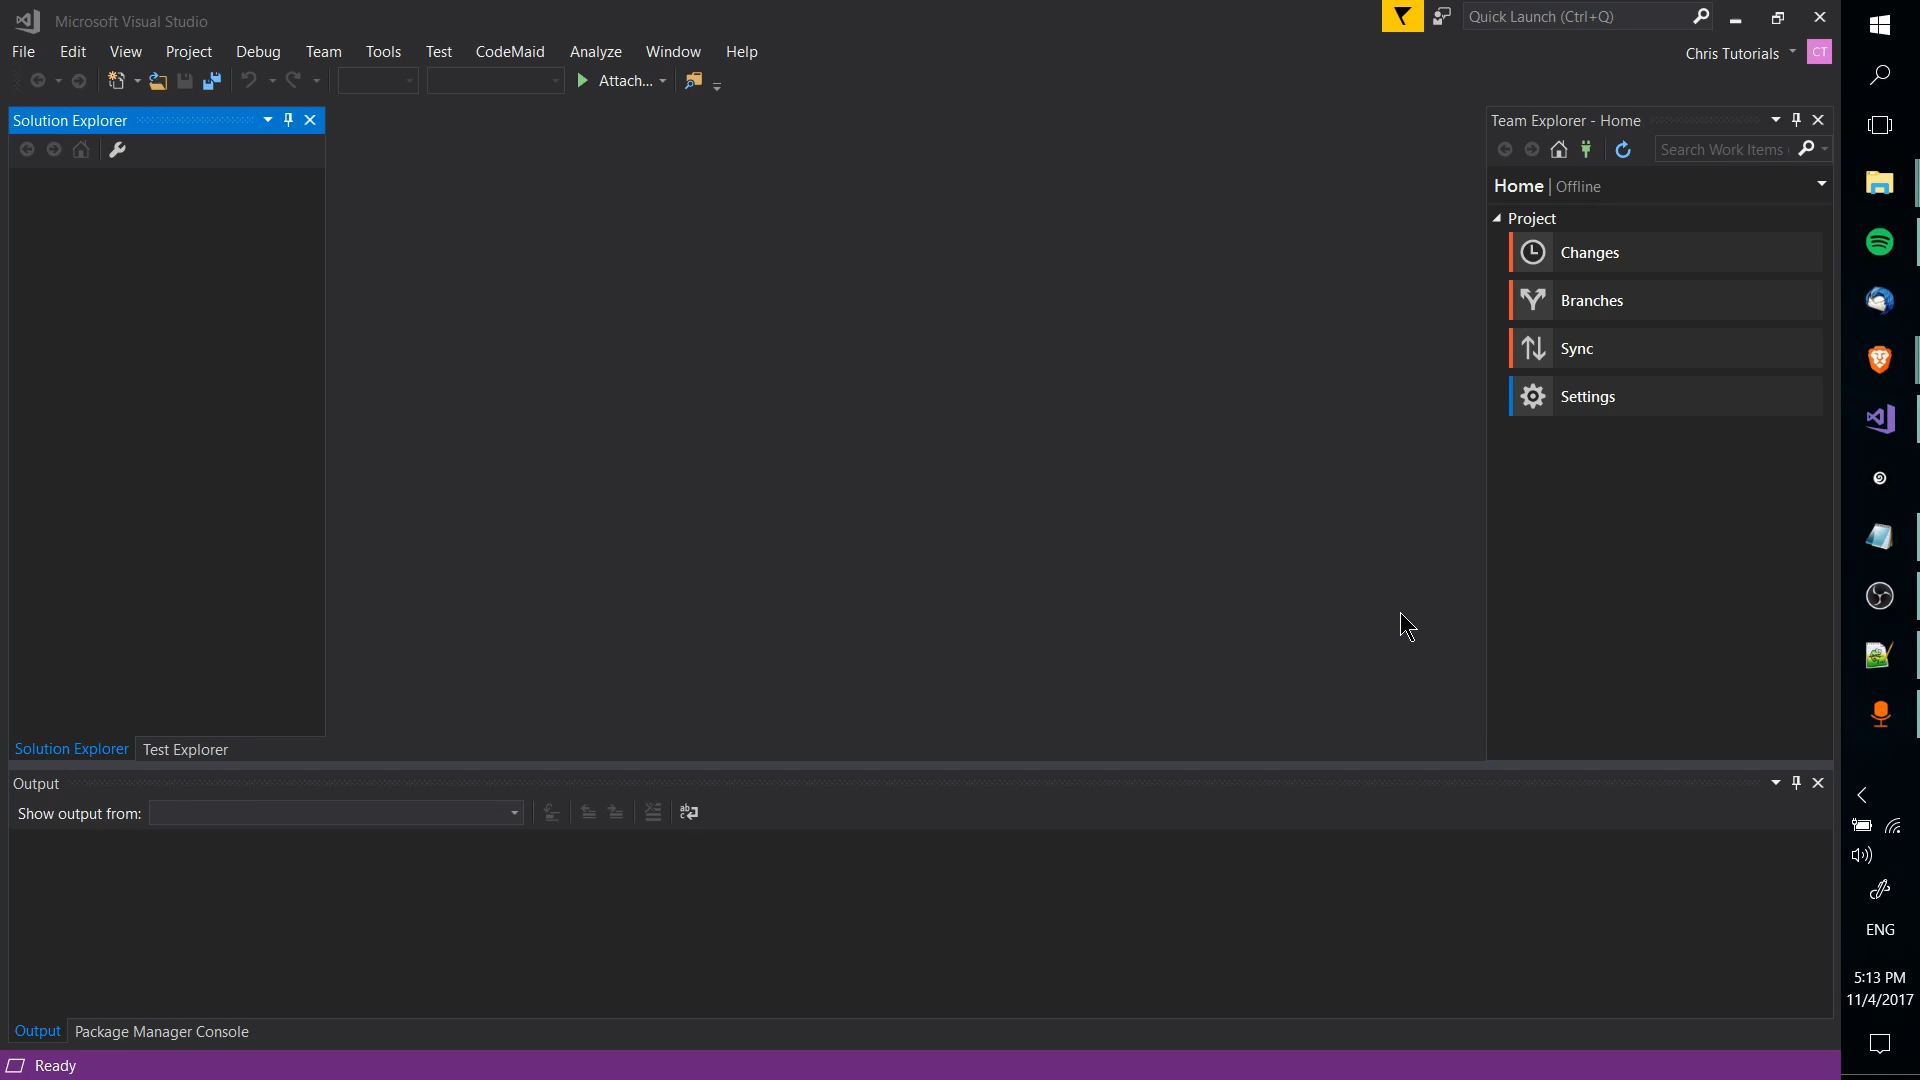 Microsoft Visual Studio
Quick Launch (Ctrl+Q)
File Edit View Project Debug Team Tools Test CodeMaid Analyze Window Help
Chris Tutorials CT
Attach...
Solution Explorer
Team Explorer - Home
Search Work Items (
Home | Offline
Project
Changes
Branches
Sync
Settings
Solution Explorer Test Explorer
Output
Show output from:
Output Package Manager Console
Ready
ENG
5:13 PM
11/4/2017